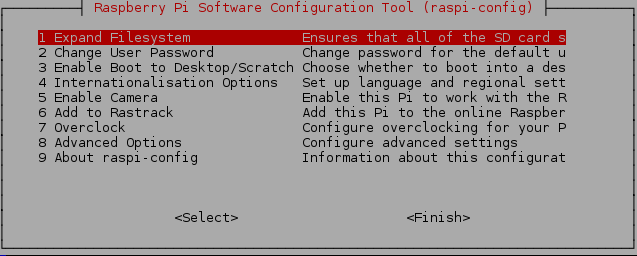 Raspberry Pi Software Configuration Tool (raspi-config)
1 Expand Filesystem Ensures that all of the SD card s
2 Change User Password Change password for the default u
3 Enable Boot to Desktop/Scratch Choose whether to boot into a des
4 Internationalisation Options Set up language and regional sett
5 Enable Camera Enable this Pi to work with the R
6 Add to Rastrack Add this Pi to the online Raspber
7 Overclock Configure overclocking for your P
8 Advanced Options Configure advanced settings
9 About raspi-config Information about this configurat
<Select> <Finish>